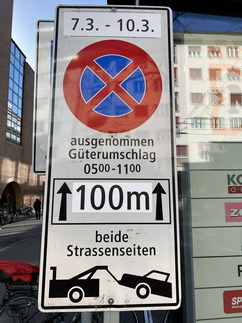 7.3. - 10.3.
ausgenommen
Güterumschlag
05⁰⁰-11⁰⁰
100m
beide
Strassenseiten